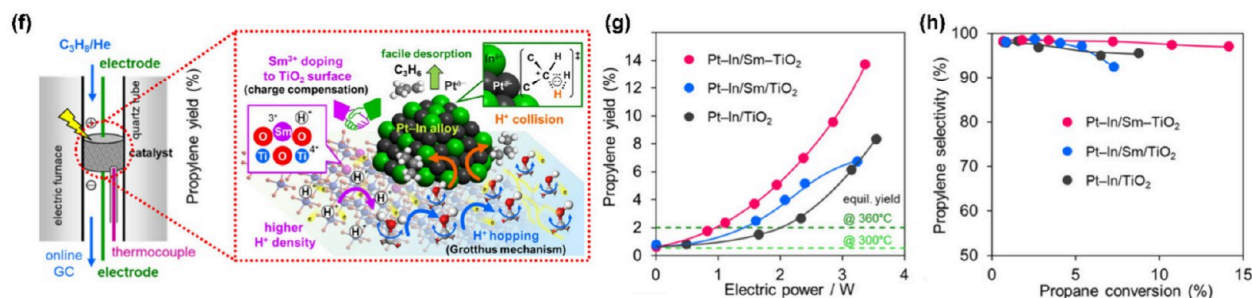 (f)
C₃H₈/He
electrode
quartz tube
catalyst
electric furnace
thermocouple
online
GC
electrode
Sm³⁺ doping
to TiO₂ surface
(charge compensation)
facile desorption
C₃H₆
Ptᵟ⁻
Inᵟ⁺
Ptᵟ⁻
C
H
C
H
C
H
‡
H⁺ collision
Pt–In alloy
3+
H⁺
O
Sm
O
Ti
O
Ti
4+
H
H
H
H
higher
H⁺ density
H⁺ hopping
(Grotthus mechanism)
(g)
Propylene yield (%)
14
12
10
8
6
4
2
0
Pt–In/Sm–TiO₂
Pt–In/Sm/TiO₂
Pt–In/TiO₂
equil. yield
@ 360°C
@ 300°C
0
1
2
3
4
Electric power / W
(h)
Propylene selectivity (%)
100
90
80
70
60
50
Pt–In/Sm–TiO₂
Pt–In/Sm/TiO₂
Pt–In/TiO₂
0
5
10
15
Propane conversion (%)